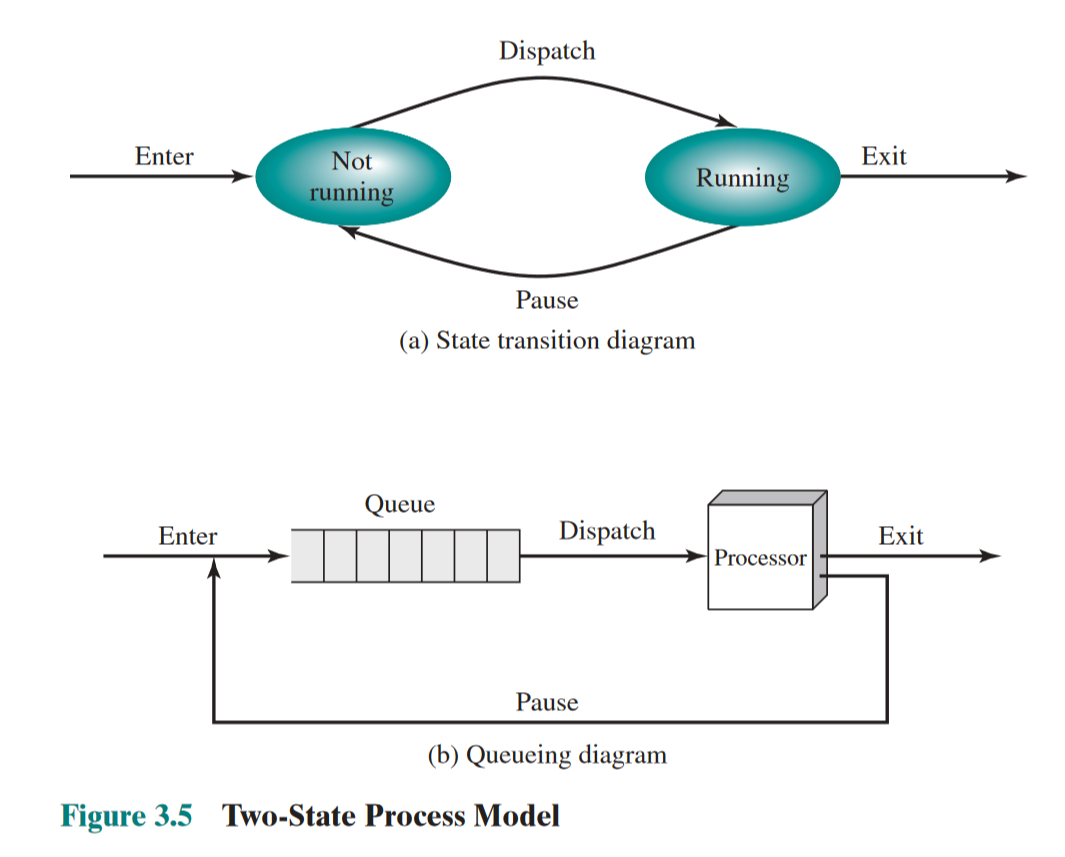 Dispatch
Enter
Not
running
Running
Exit
Pause
(a) State transition diagram
Queue
Enter
Dispatch
Processor
Exit
Pause
(b) Queueing diagram
Figure 3.5 Two-State Process Model